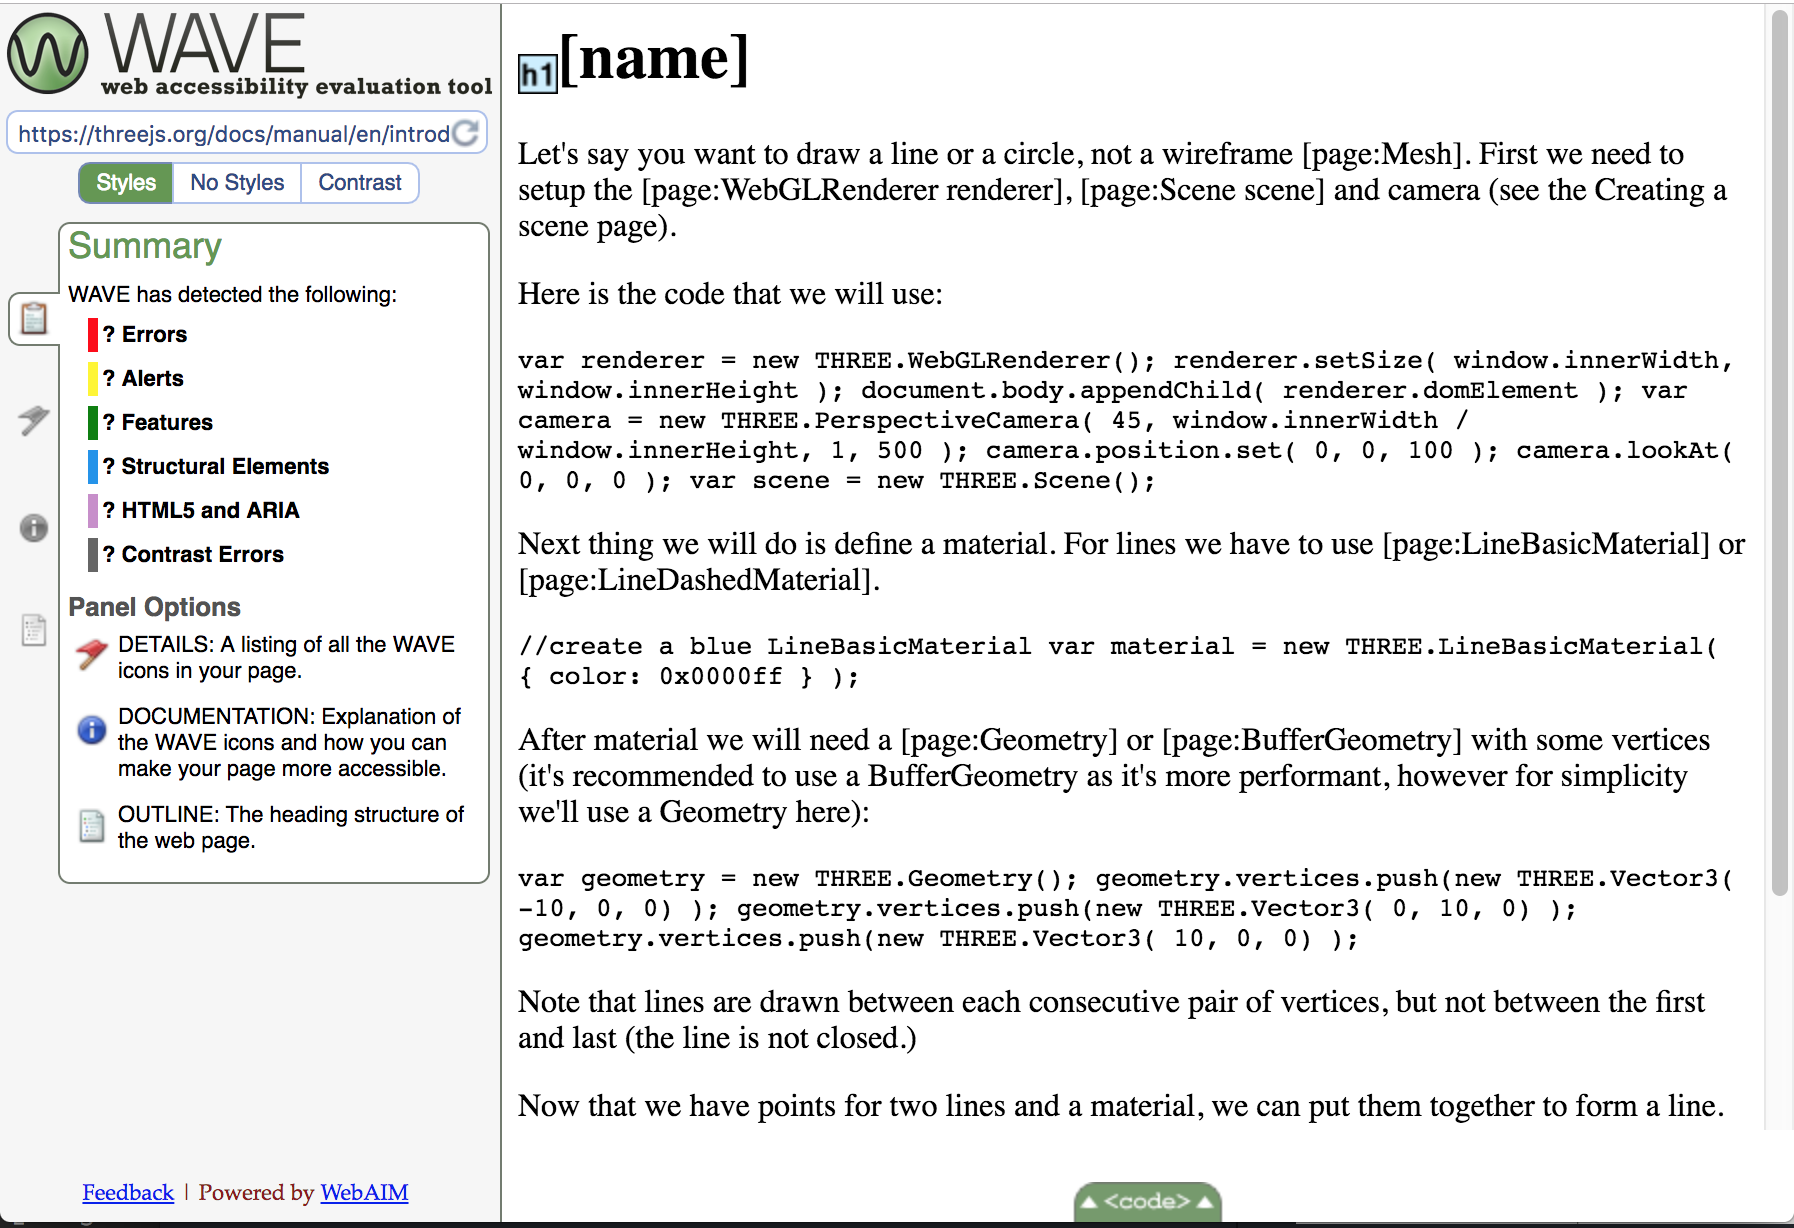 WAVE
web accessibility evaluation tool
https://threejs.org/docs/manual/en/introd
Styles No Styles Contrast
Summary
WAVE has detected the following:
? Errors
? Alerts
? Features
? Structural Elements
? HTML5 and ARIA
? Contrast Errors
Panel Options
DETAILS: A listing of all the WAVE
icons in your page.
DOCUMENTATION: Explanation of
the WAVE icons and how you can
make your page more accessible.
OUTLINE: The heading structure of
the web page.
Feedback | Powered by WebAIM
h1 [name]
Let's say you want to draw a line or a circle, not a wireframe [page:Mesh]. First we need to
setup the [page:WebGLRenderer renderer], [page:Scene scene] and camera (see the Creating a
scene page).
Here is the code that we will use:
var renderer = new THREE.WebGLRenderer(); renderer.setSize( window.innerWidth,
window.innerHeight ); document.body.appendChild( renderer.domElement ); var
camera = new THREE.PerspectiveCamera( 45, window.innerWidth /
window.innerHeight, 1, 500 ); camera.position.set( 0, 0, 100 ); camera.lookAt(
0, 0, 0 ); var scene = new THREE.Scene();
Next thing we will do is define a material. For lines we have to use [page:LineBasicMaterial] or
[page:LineDashedMaterial].
//create a blue LineBasicMaterial var material = new THREE.LineBasicMaterial(
{ color: 0x0000ff } );
After material we will need a [page:Geometry] or [page:BufferGeometry] with some vertices
(it's recommended to use a BufferGeometry as it's more performant, however for simplicity
we'll use a Geometry here):
var geometry = new THREE.Geometry(); geometry.vertices.push(new THREE.Vector3(
-10, 0, 0) ); geometry.vertices.push(new THREE.Vector3( 0, 10, 0) );
geometry.vertices.push(new THREE.Vector3( 10, 0, 0) );
Note that lines are drawn between each consecutive pair of vertices, but not between the first
and last (the line is not closed.)
Now that we have points for two lines and a material, we can put them together to form a line.
▲ <code> ▲